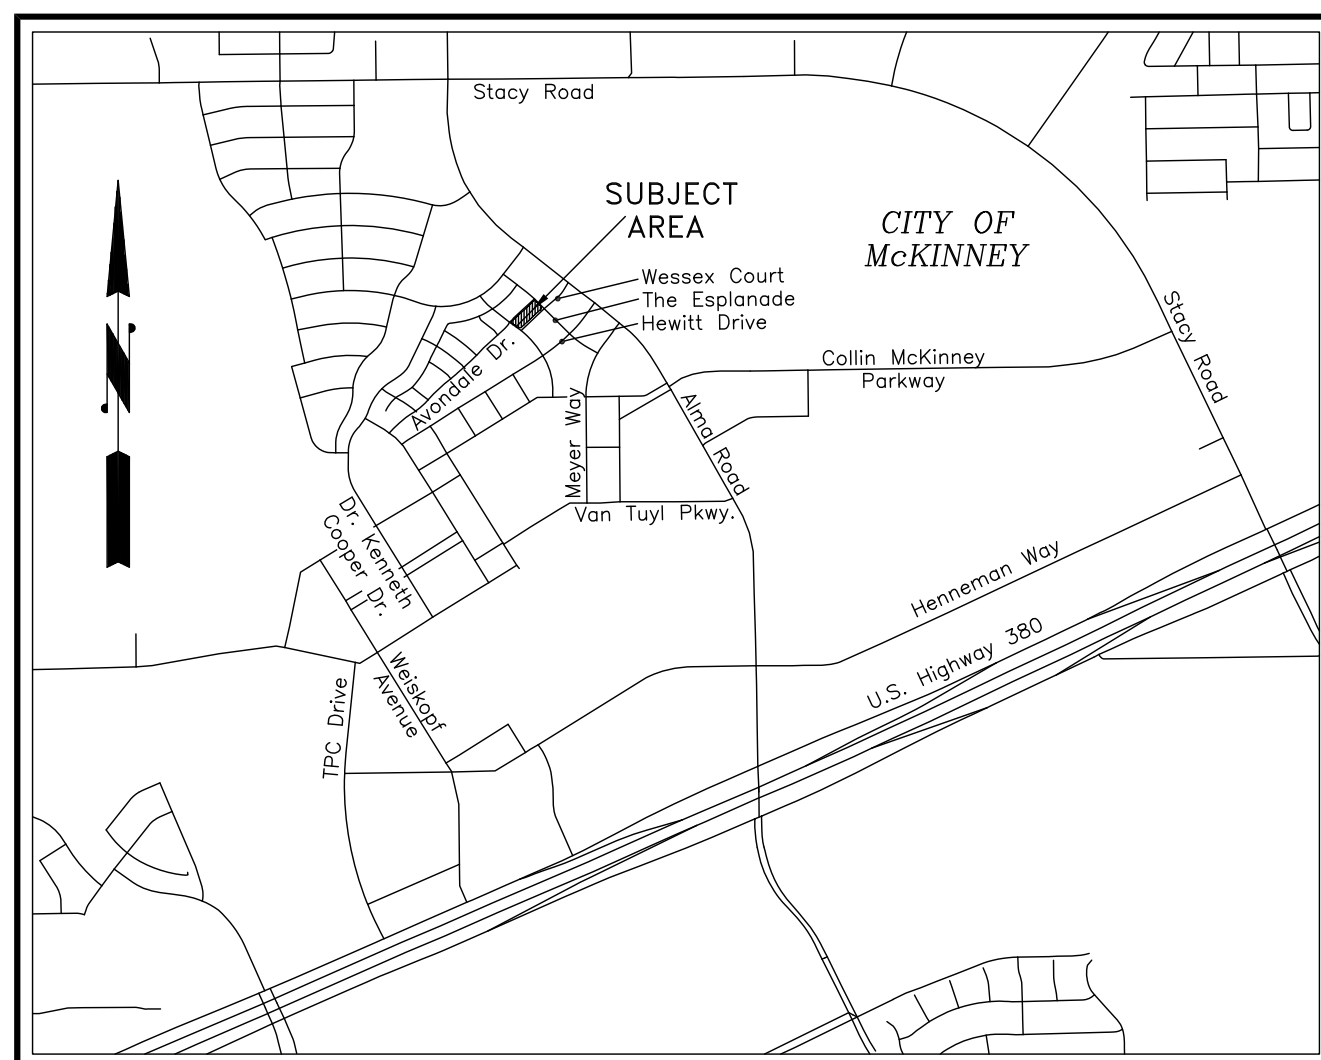 Stacy Road
SUBJECT
AREA
CITY OF
McKINNEY
Wessex Court
The Esplanade
Hewitt Drive
Stacy Road
Avondale Dr.
Collin McKinney
Parkway
Meyer Way
Alma Road
Van Tuyl Pkwy.
Dr. Kenneth
Cooper Dr.
Henneman Way
U.S. Highway 380
Weiskopf
Avenue
TPC Drive
N